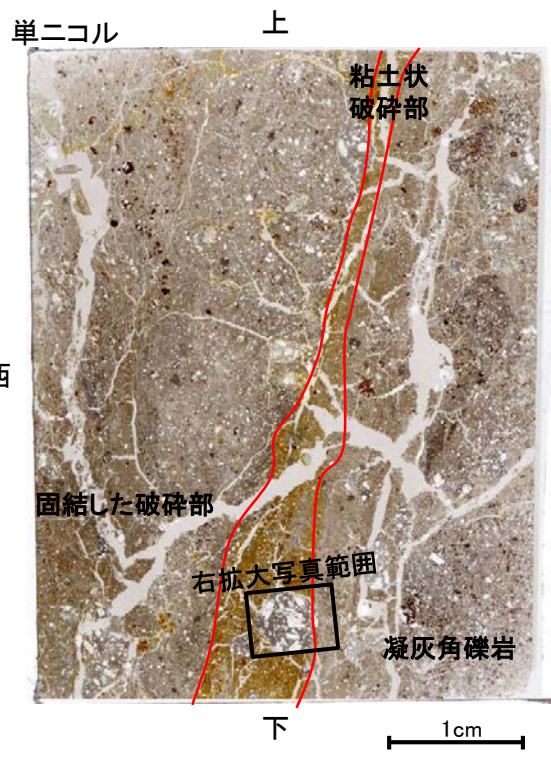 単ニコル
上
粘土状
破砕部
西
固結した破砕部
右拡大写真範囲
凝灰角礫岩
下
1cm